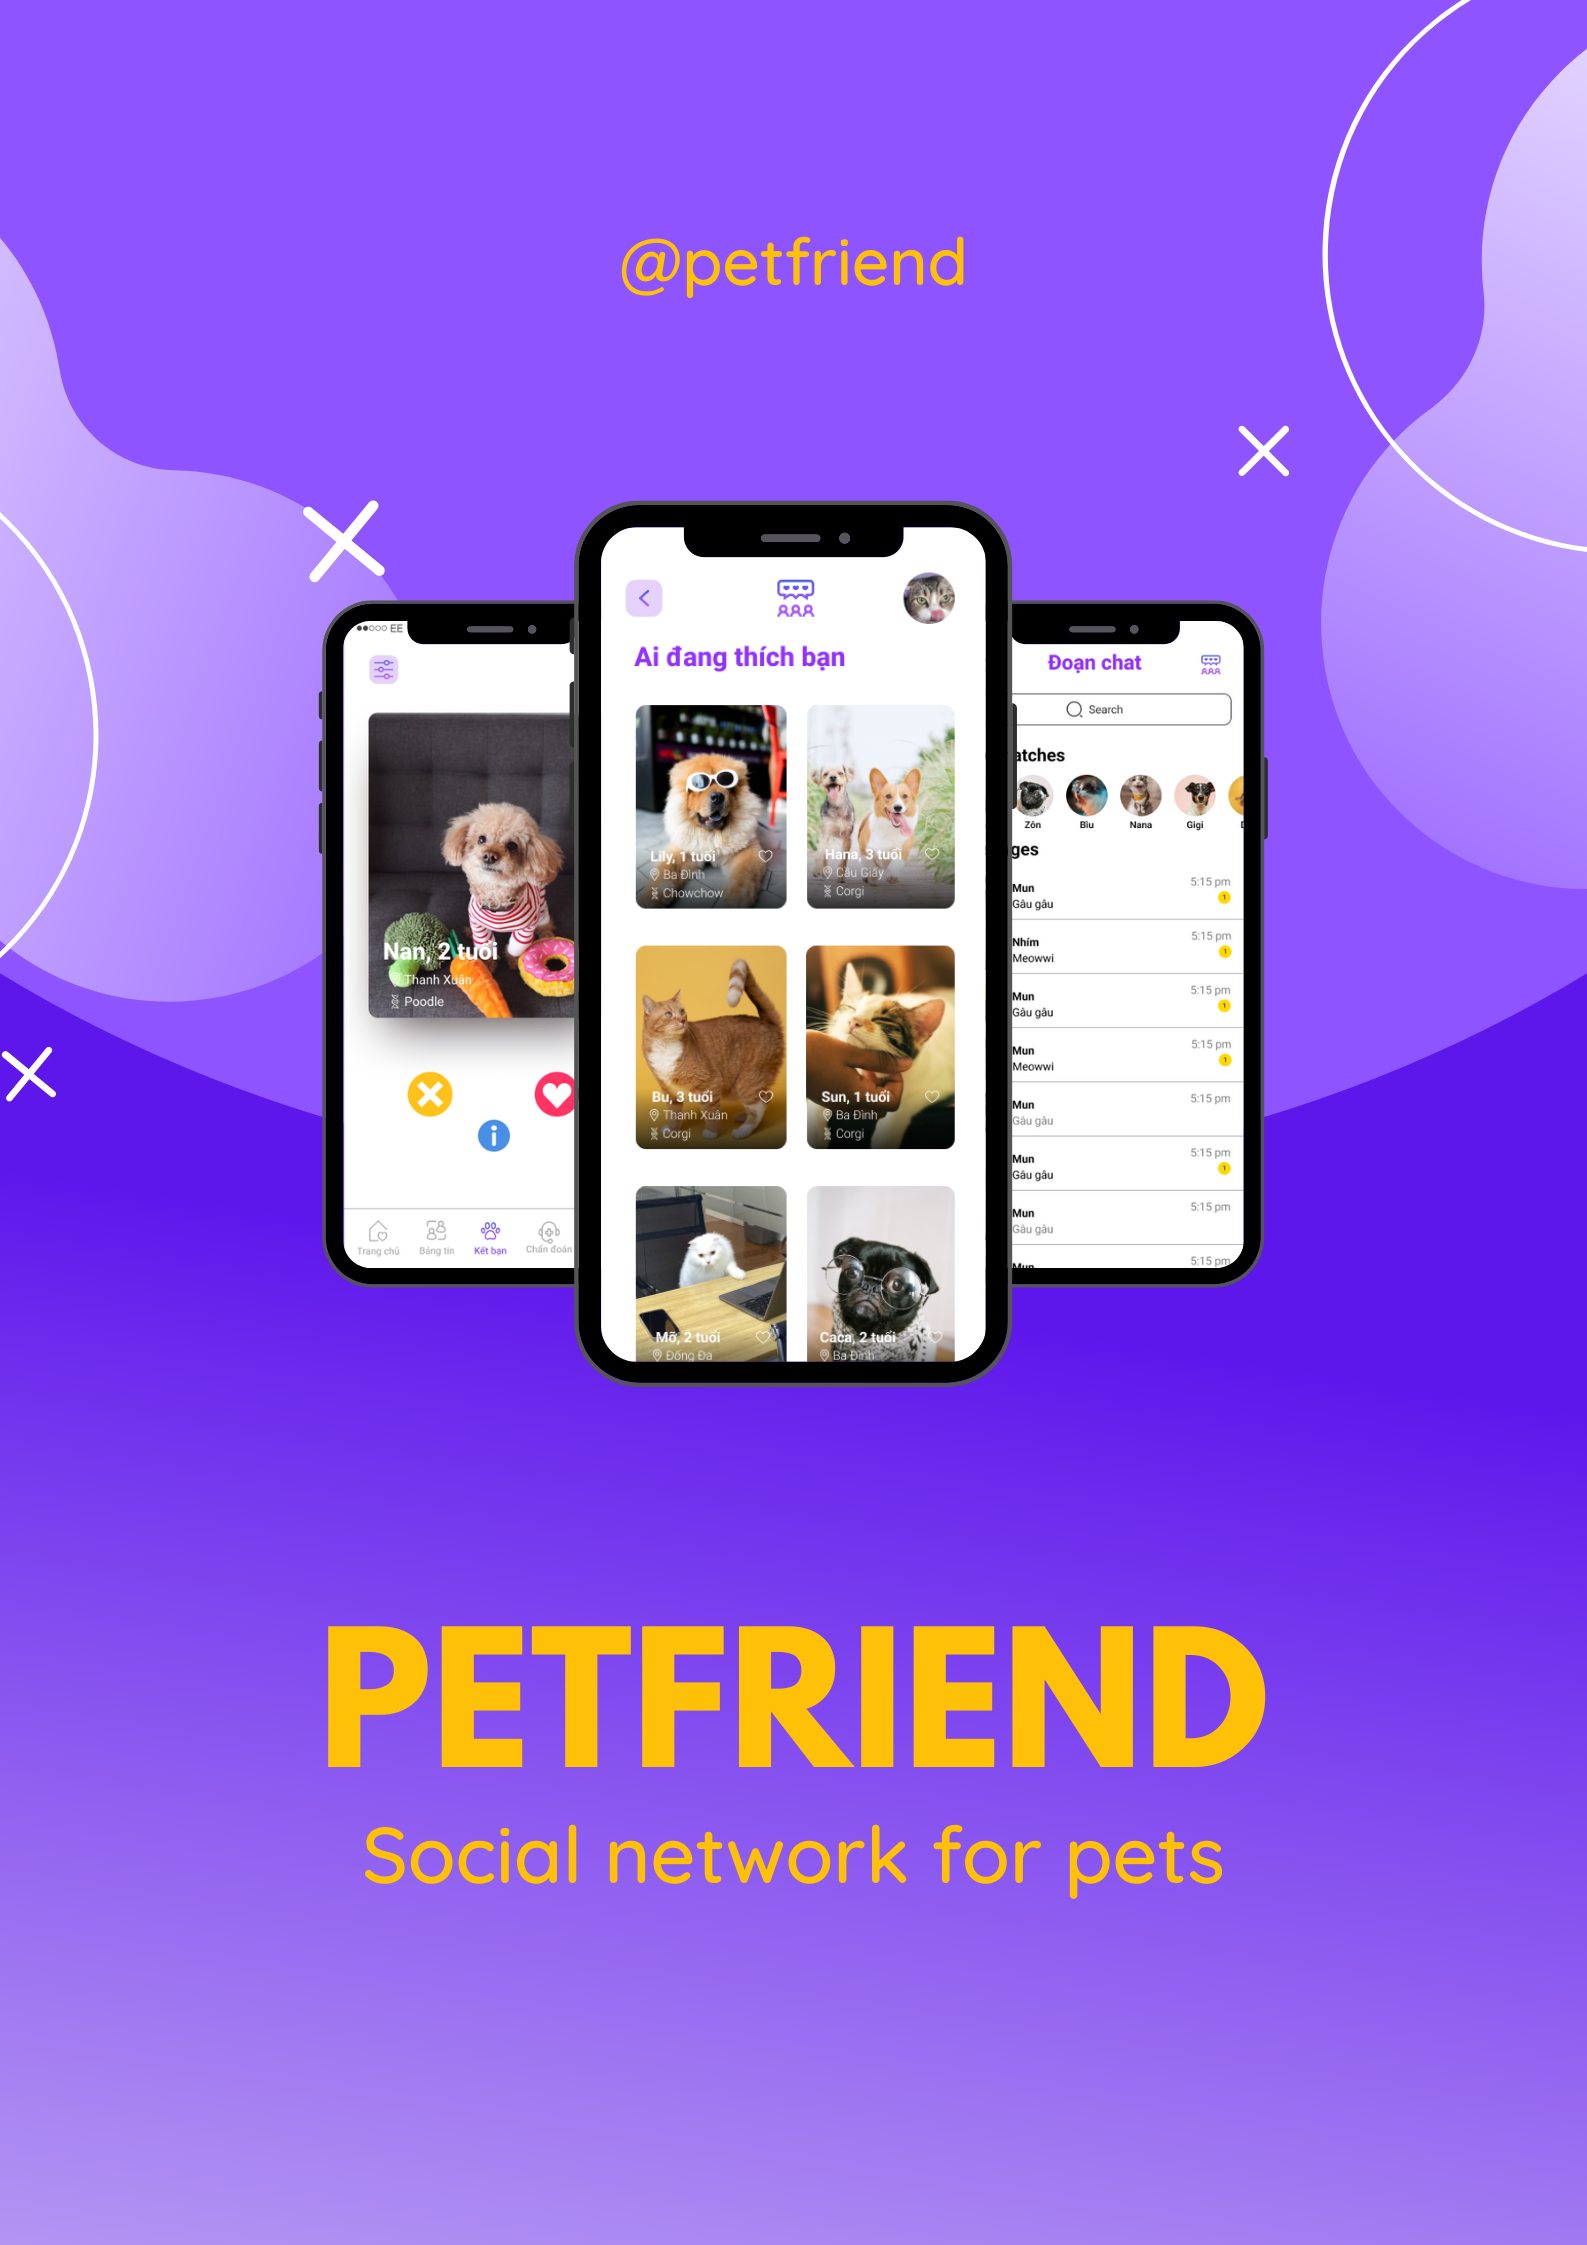 @petfriend
EE
Nan, 2 tuổi
Thanh Xuân
Poodle
Trang chủ
Bảng tin
Kết bạn
Chẩn đoán
Ai đang thích bạn
Lily, 1 tuổi
Ba Đình
Chowchow
Hana, 3 tuổi
Cầu Giấy
Corgi
Bu, 3 tuổi
Thanh Xuân
Corgi
Sun, 1 tuổi
Ba Đình
Corgi
Mỡ, 2 tuổi
Đống Đa
Caca, 2 tuổi
Ba Đình
Đoạn chat
Search
atches
Zôn
Bìu
Nana
Gigi
ges
Mun 5:15 pm
Gâu gâu 1
Nhím 5:15 pm
Meowwi 1
Mun 5:15 pm
Gâu gâu 1
Mun 5:15 pm
Meowwi 1
Mun 5:15 pm
Gâu gâu
Mun 5:15 pm
Gâu gâu 1
Mun 5:15 pm
Gâu gâu
Mun 5:15 pm
PETFRIEND
Social network for pets